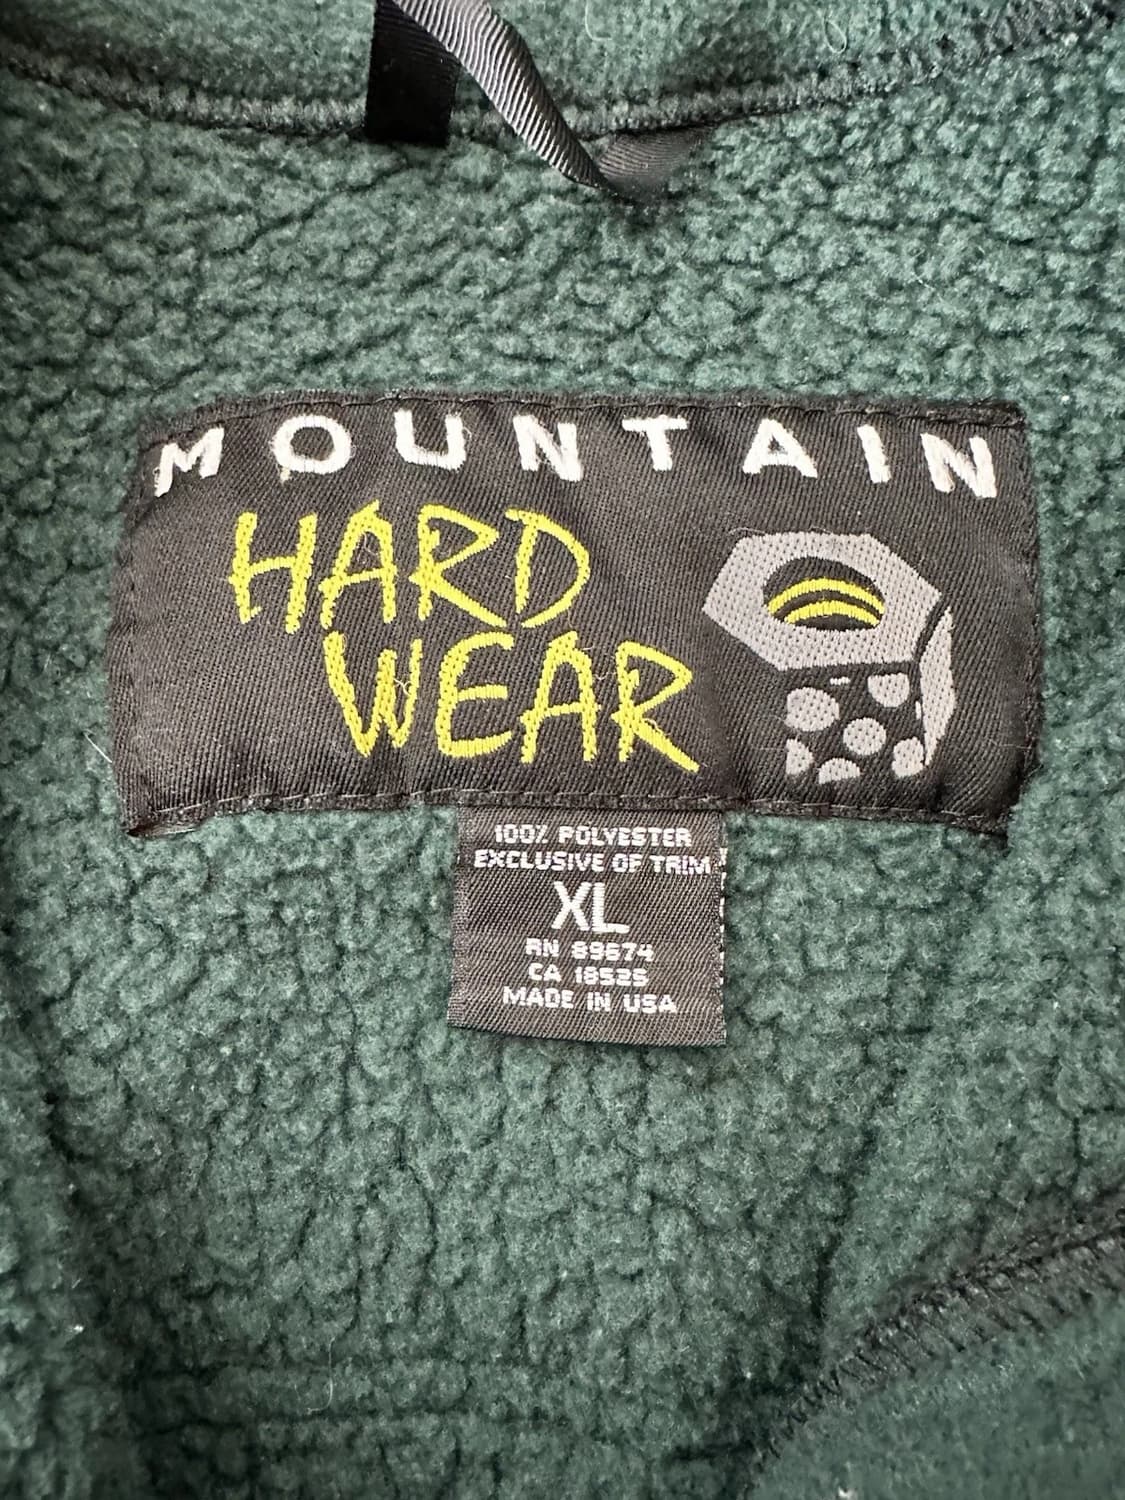 MOUNTAIN
HARD
WEAR
100% POLYESTER
EXCLUSIVE OF TRIM
XL
RN 89674
CA 18525
MADE IN USA